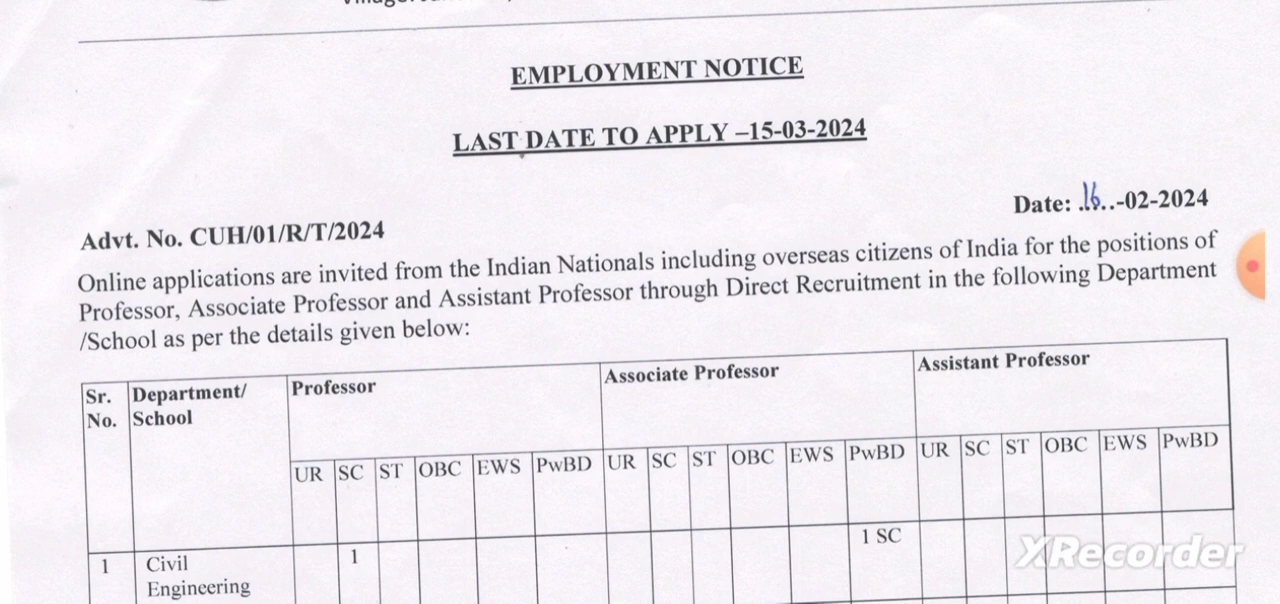 EMPLOYMENT NOTICE
LAST DATE TO APPLY –15-03-2024
Date: 16...-02-2024
Advt. No. CUH/01/R/T/2024
Online applications are invited from the Indian Nationals including overseas citizens of India for the positions of
Professor, Associate Professor and Assistant Professor through Direct Recruitment in the following Department
/School as per the details given below:
Sr. No. Department/ School Professor Associate Professor Assistant Professor
UR SC ST OBC EWS PwBD UR SC ST OBC EWS PwBD UR SC ST OBC EWS PwBD
1 Civil Engineering 1 1 SC
XRecorder